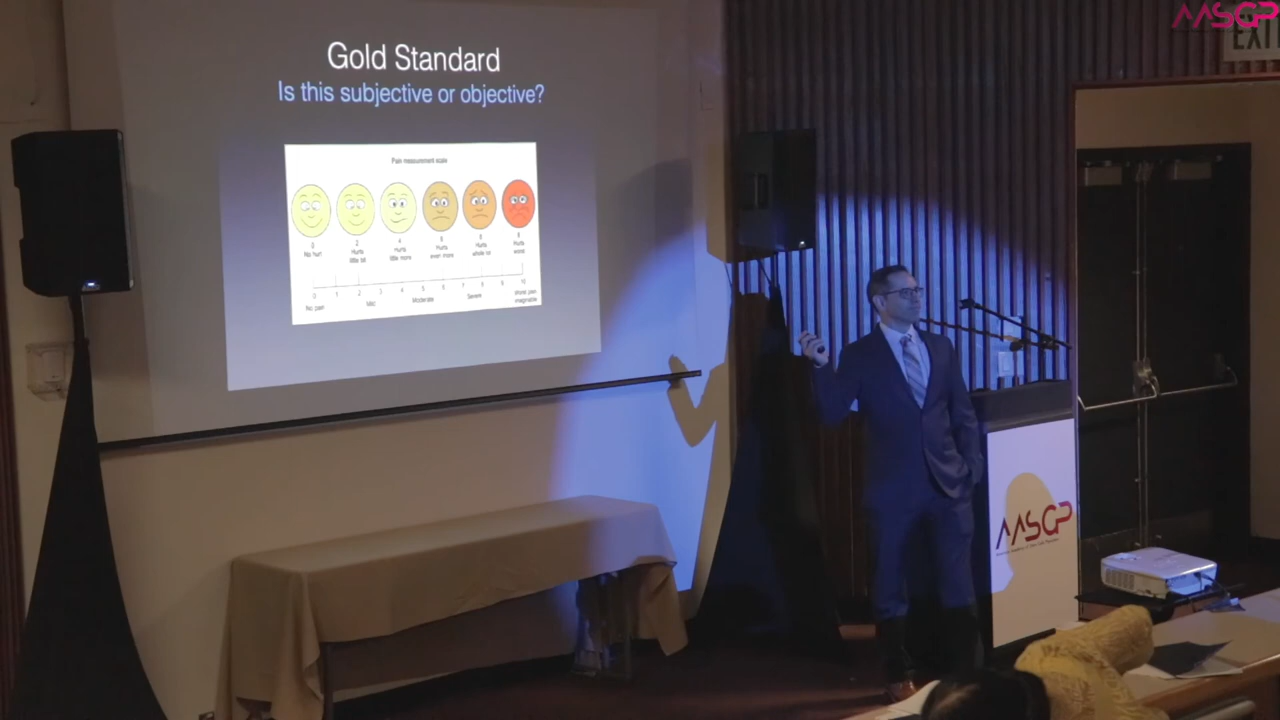 AASGP
EXIT
Gold Standard
Is this subjective or objective?
Pain measurement scale
0 2 4 6 8 8
No hurt
Hurts little bit
Hurts little more
Hurts even more
Hurts whole lot
Hurts worst
0 1 2 3 4 5 6 7 8 9 10
No pain Mild Moderate Severe Worst pain imaginable
AASGP